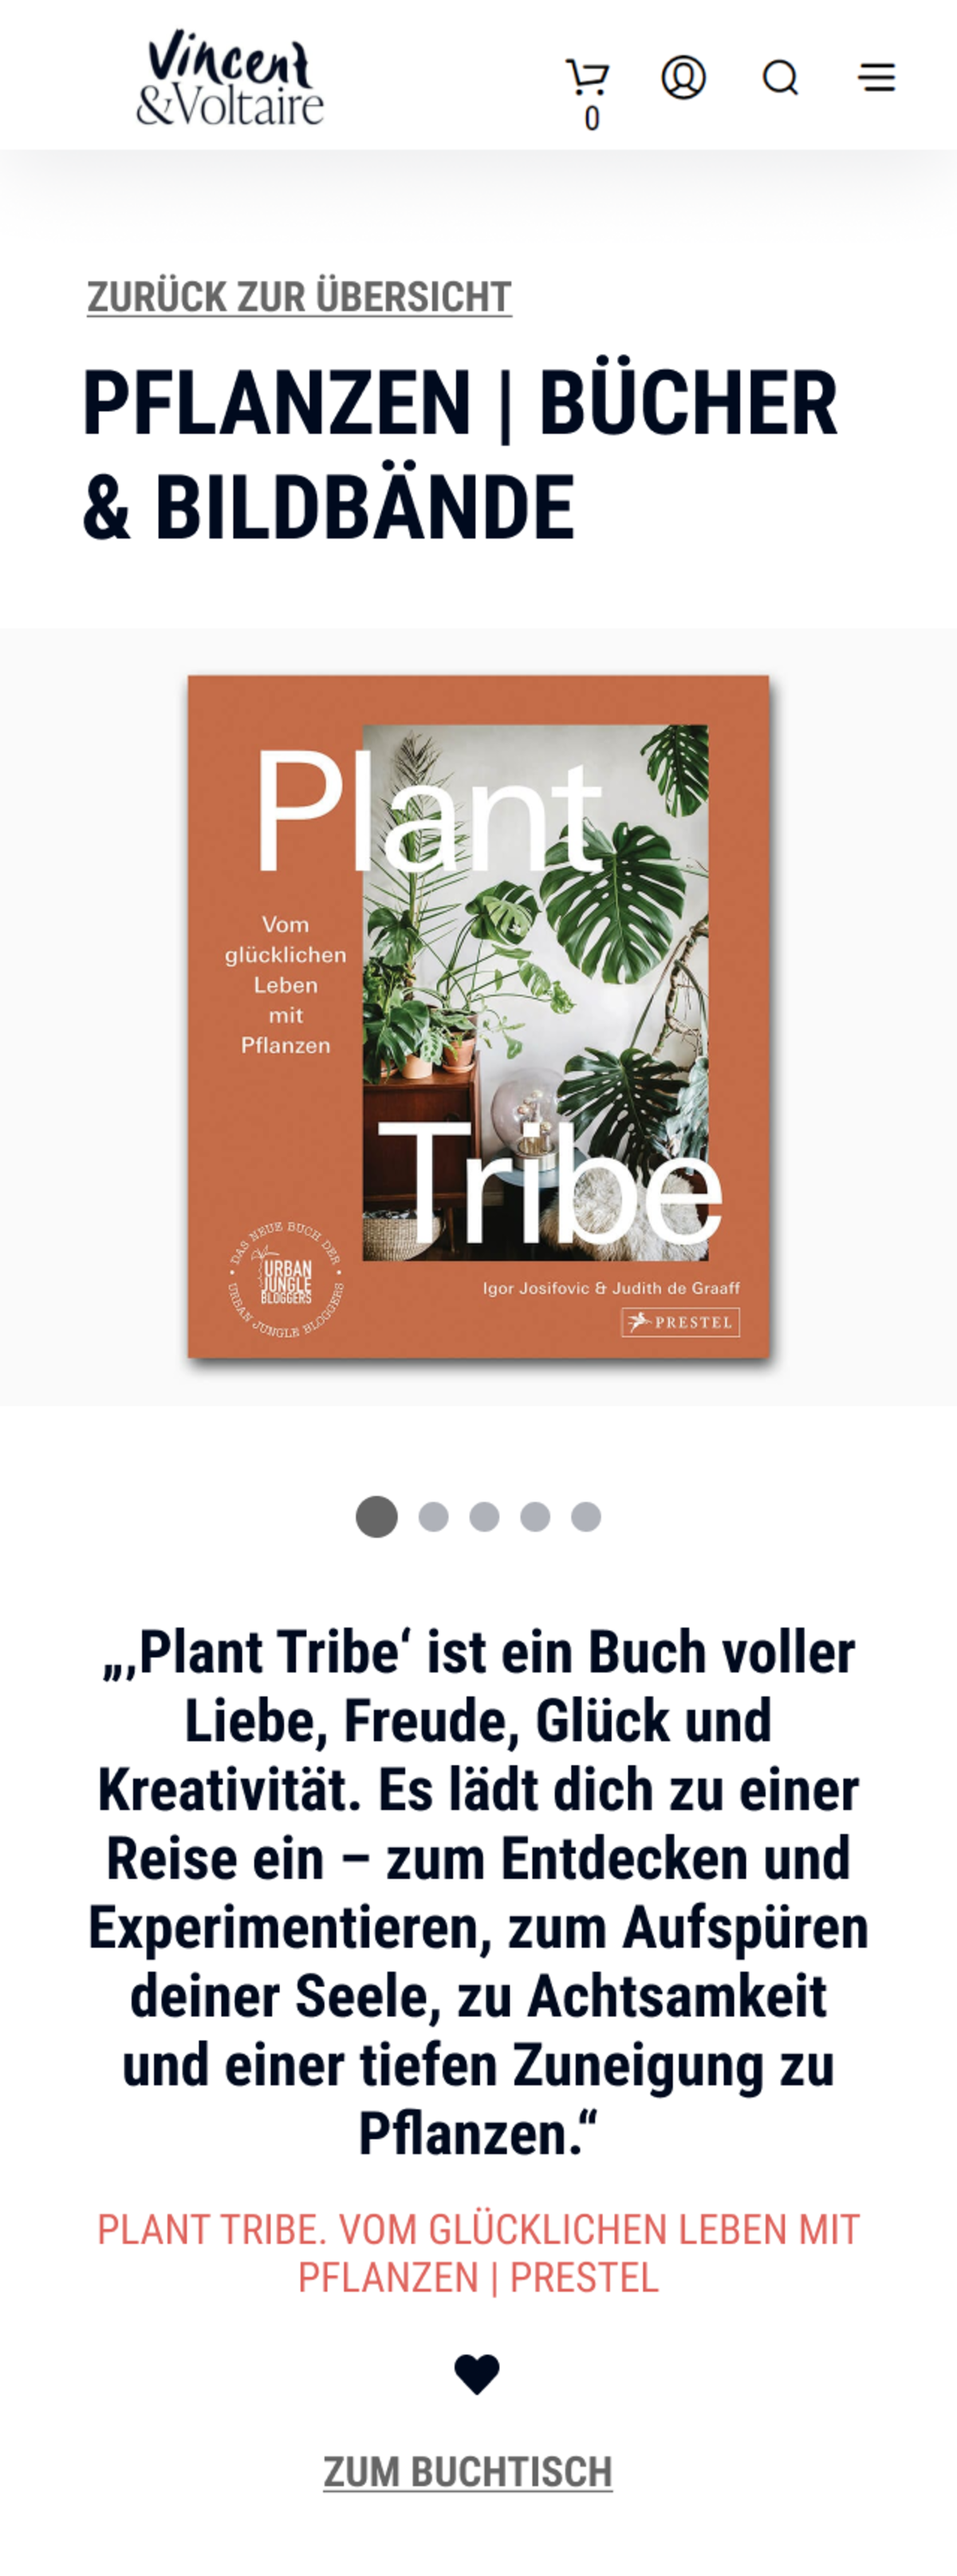 Vincent
&Voltaire
0
ZURÜCK ZUR ÜBERSICHT
PFLANZEN | BÜCHER
& BILDBÄNDE
Plant
Vom
glücklichen
Leben
mit
Pflanzen
Tribe
DAS NEUE BUCH DER
URBAN
JUNGLE
BLOGGERS
URBAN JUNGLE BLOGGERS
Igor Josifovic & Judith de Graaff
PRESTEL
„‚Plant Tribe‘ ist ein Buch voller
Liebe, Freude, Glück und
Kreativität. Es lädt dich zu einer
Reise ein – zum Entdecken und
Experimentieren, zum Aufspüren
deiner Seele, zu Achtsamkeit
und einer tiefen Zuneigung zu
Pflanzen.“
PLANT TRIBE. VOM GLÜCKLICHEN LEBEN MIT
PFLANZEN | PRESTEL
ZUM BUCHTISCH